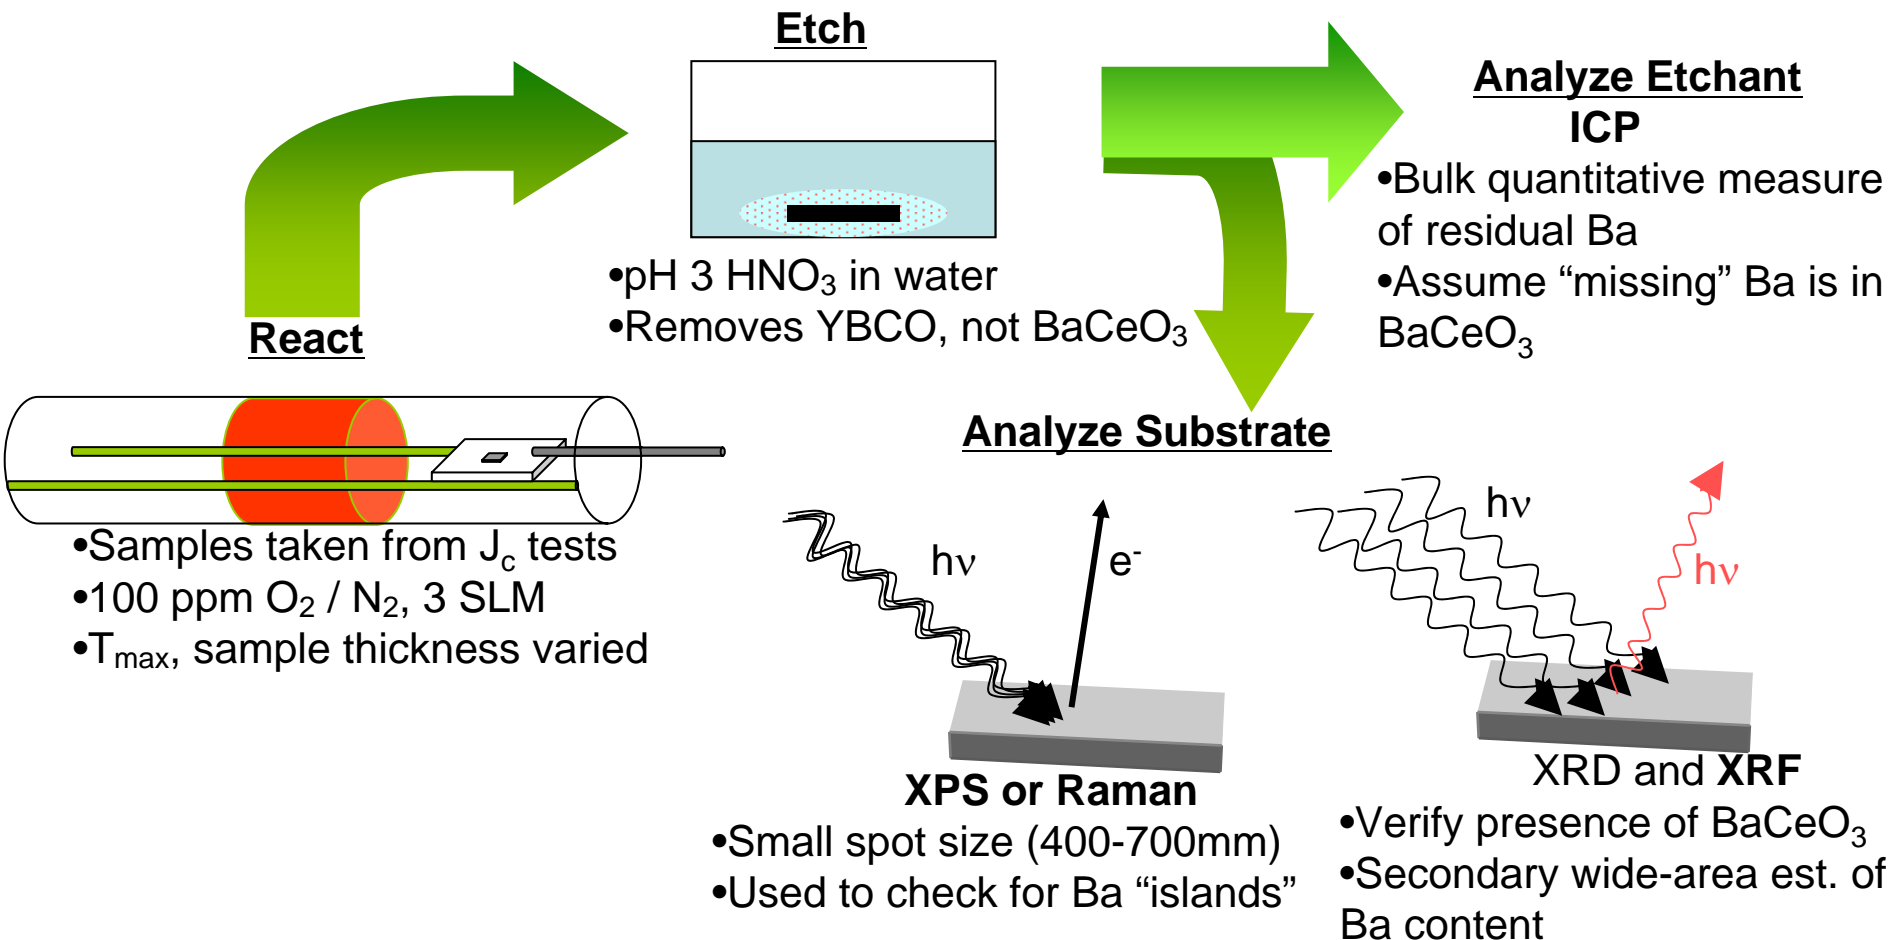 Etch
•pH 3 HNO₃ in water
•Removes YBCO, not BaCeO₃
React
•Samples taken from Jc tests
•100 ppm O₂ / N₂, 3 SLM
•Tmax, sample thickness varied
Analyze Etchant
ICP
•Bulk quantitative measure
of residual Ba
•Assume “missing” Ba is in
BaCeO₃
Analyze Substrate
hν
e⁻
XPS or Raman
•Small spot size (400-700mm)
•Used to check for Ba “islands”
hν
hν
XRD and XRF
•Verify presence of BaCeO₃
•Secondary wide-area est. of
Ba content